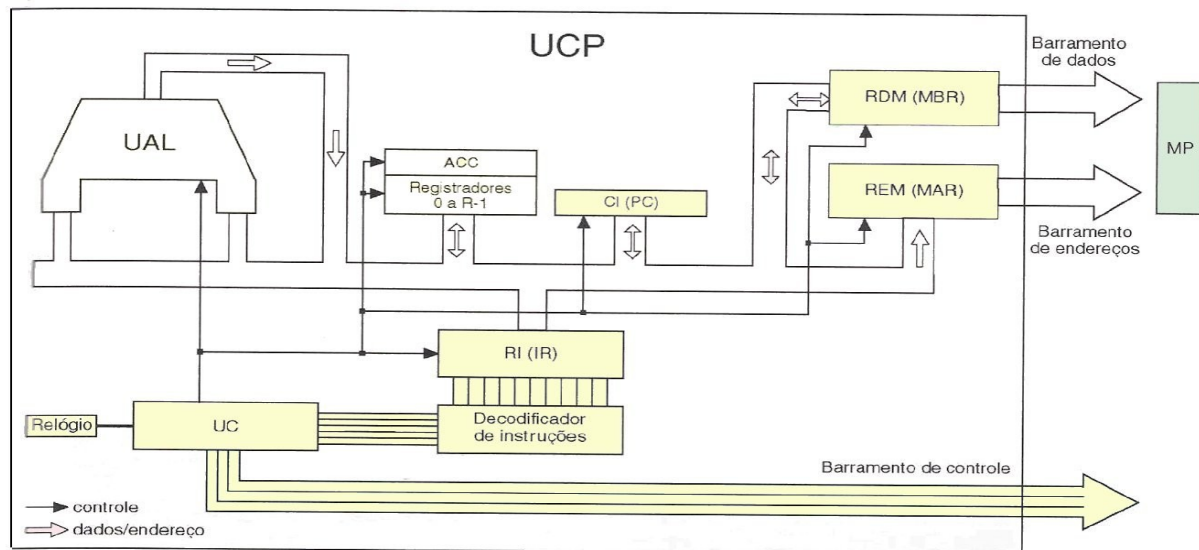 UCP
Barramento
de dados
RDM (MBR)
UAL
MP
ACC
Registradores
0 a R-1
CI (PC)
REM (MAR)
Barramento
de endereços
RI (IR)
Relógio
UC
Decodificador
de instruções
Barramento de controle
controle
dados/endereço